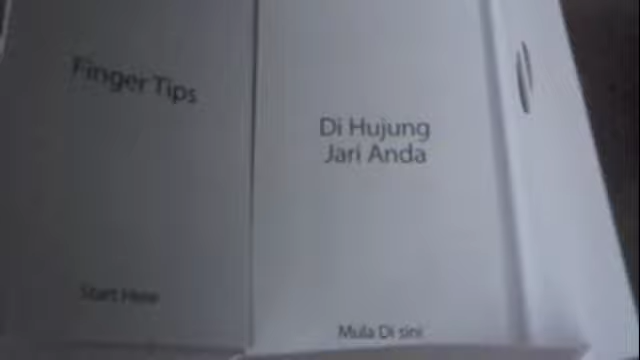 Finger Tips
Start Here
Di Hujung
Jari Anda
Mula Di sini